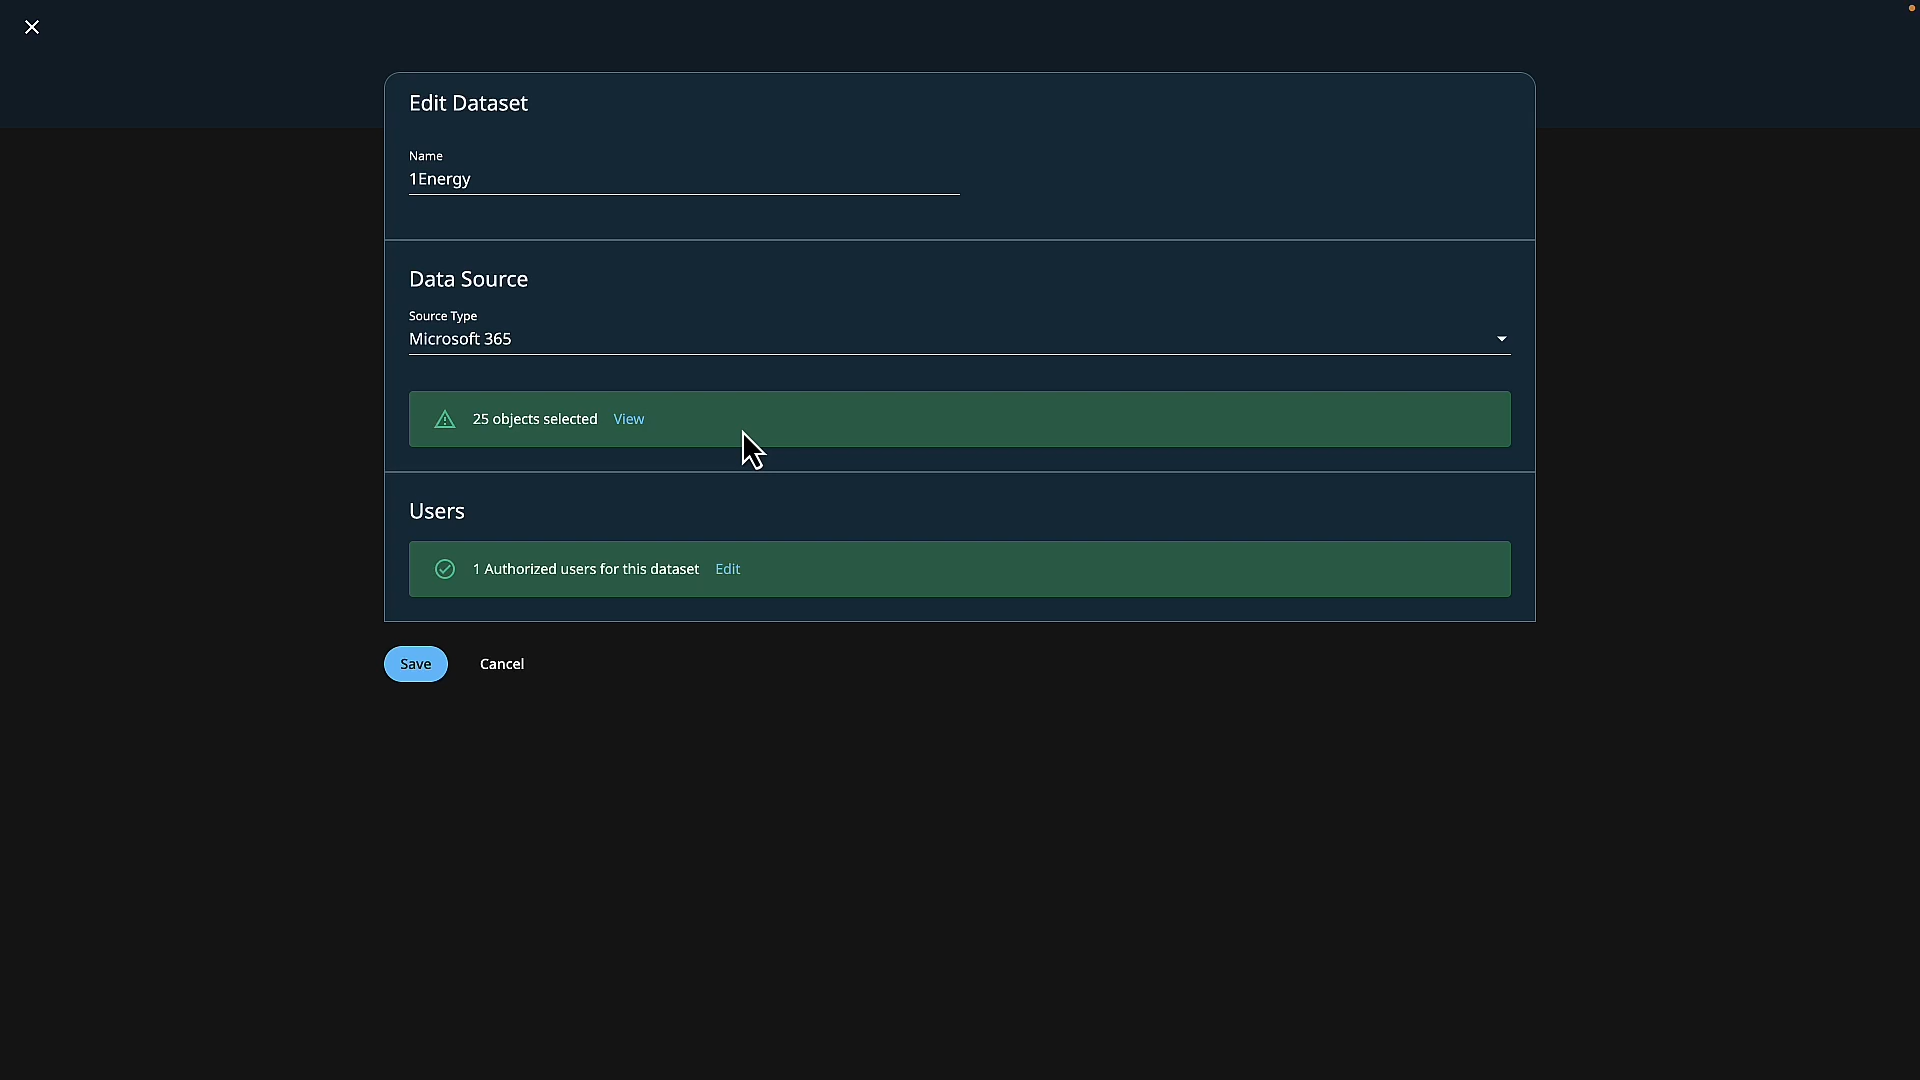 Edit Dataset
Name
1Energy
Data Source
Source Type
Microsoft 365
25 objects selected View
Users
1 Authorized users for this dataset Edit
Save Cancel